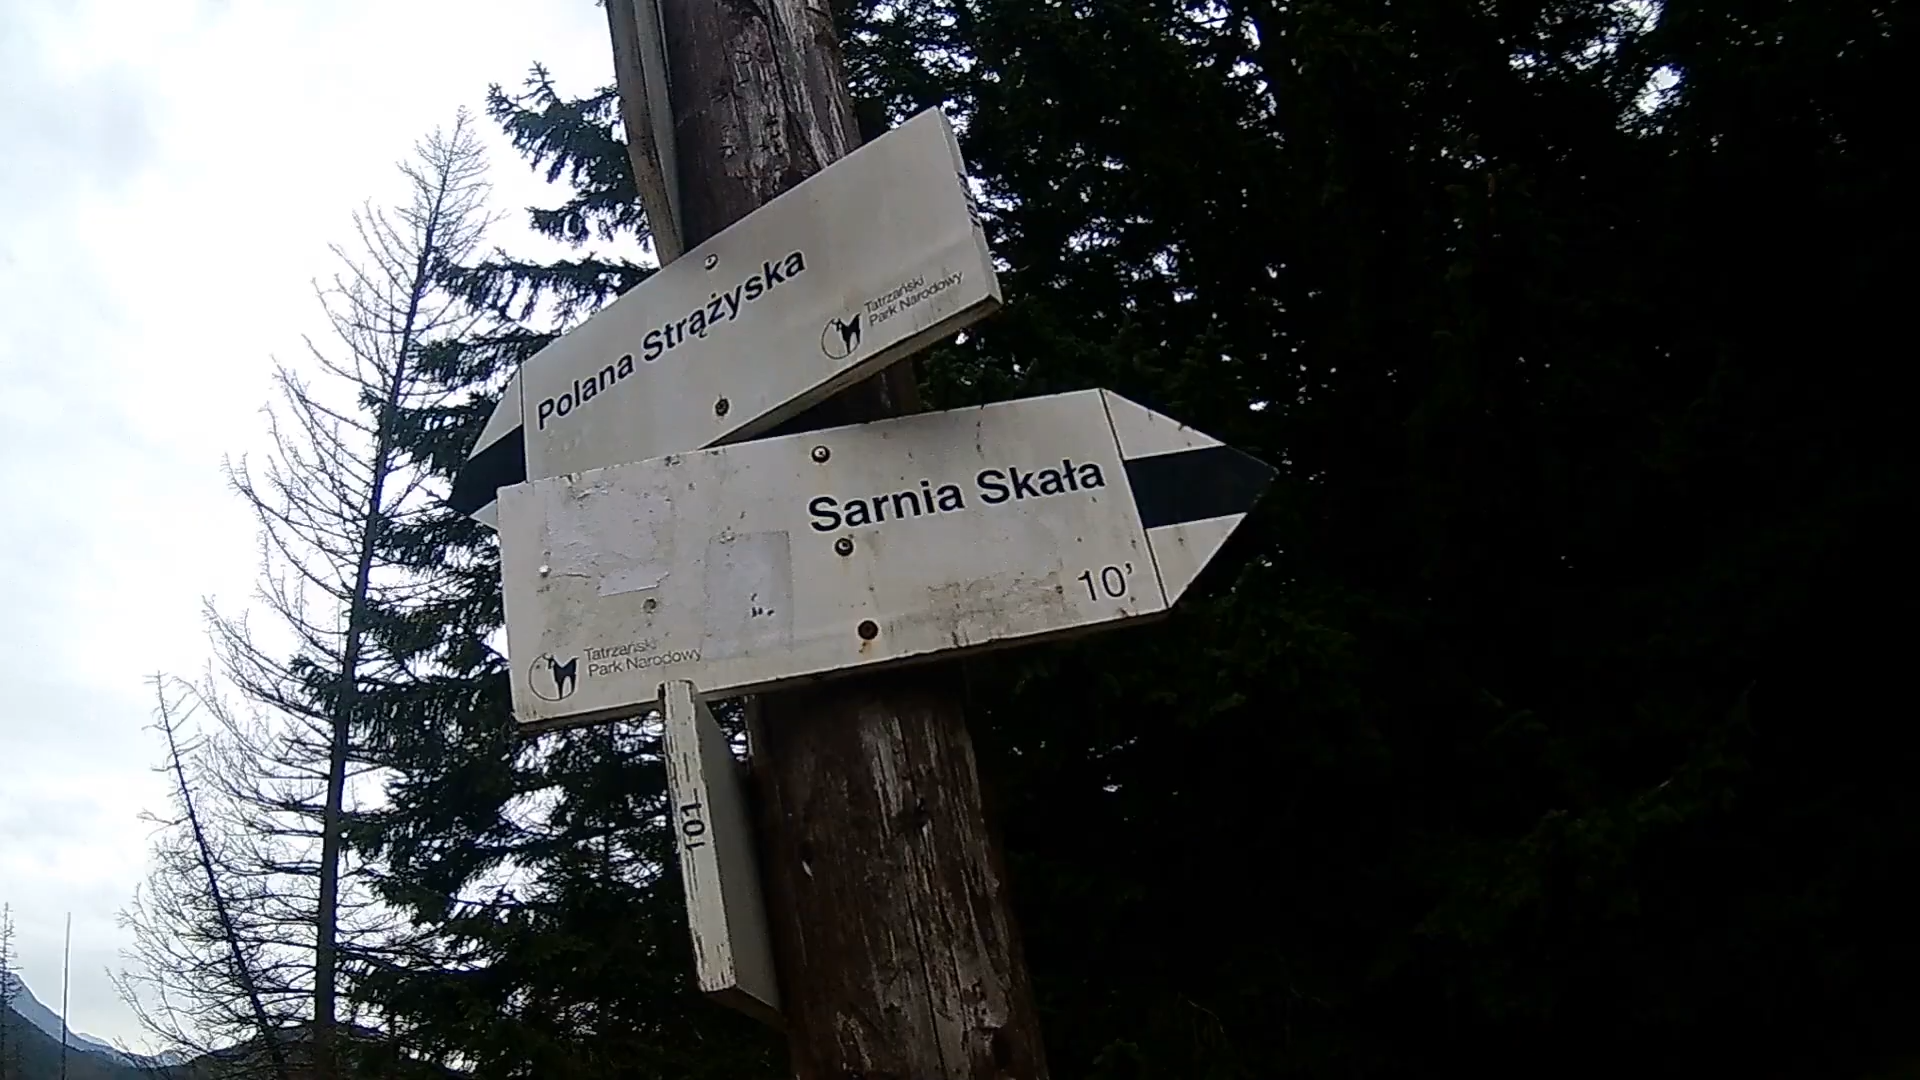 Polana Strążyska
Tatrzański
Park Narodowy
Sarnia Skała
10'
Tatrzański
Park Narodowy
101